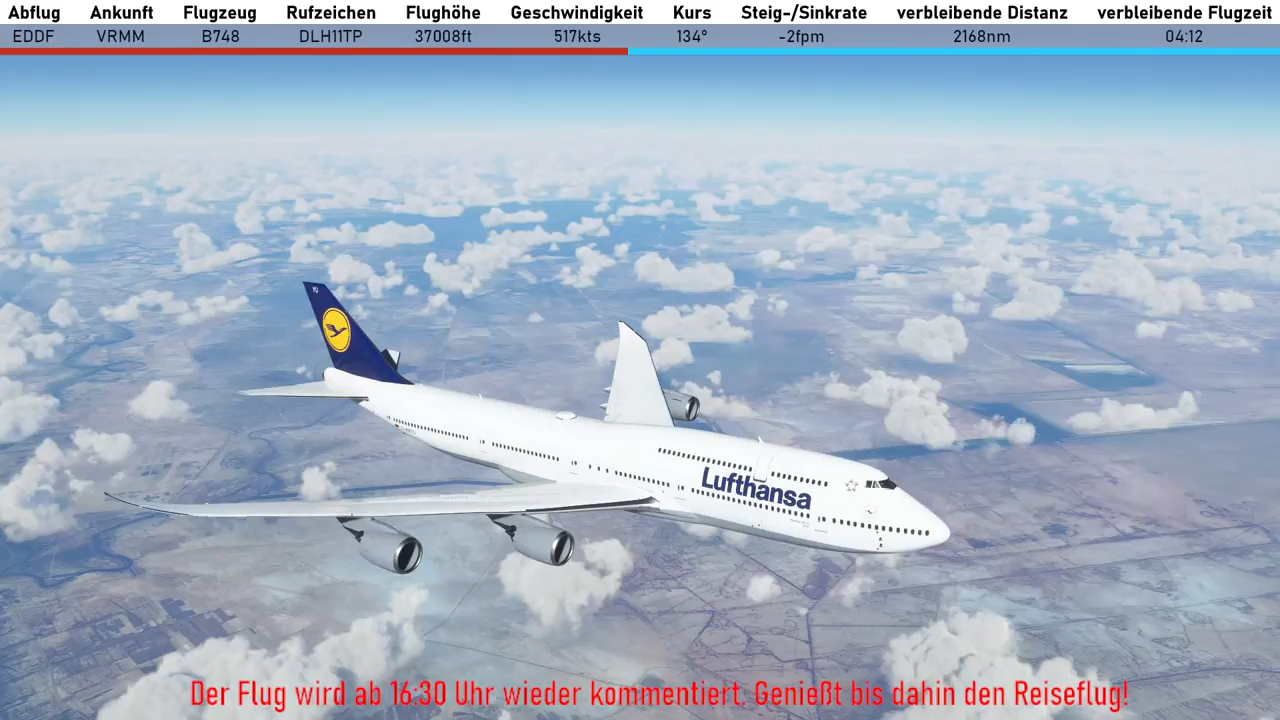 Abflug Ankunft Flugzeug Rufzeichen Flughöhe Geschwindigkeit Kurs Steig-/Sinkrate verbleibende Distanz verbleibende Flugzeit
EDDF VRMM B748 DLH11TP 37008ft 517kts 134° -2fpm 2168nm 04:12
Lufthansa
Der Flug wird ab 16:30 Uhr wieder kommentiert. Genießt bis dahin den Reiseflug!